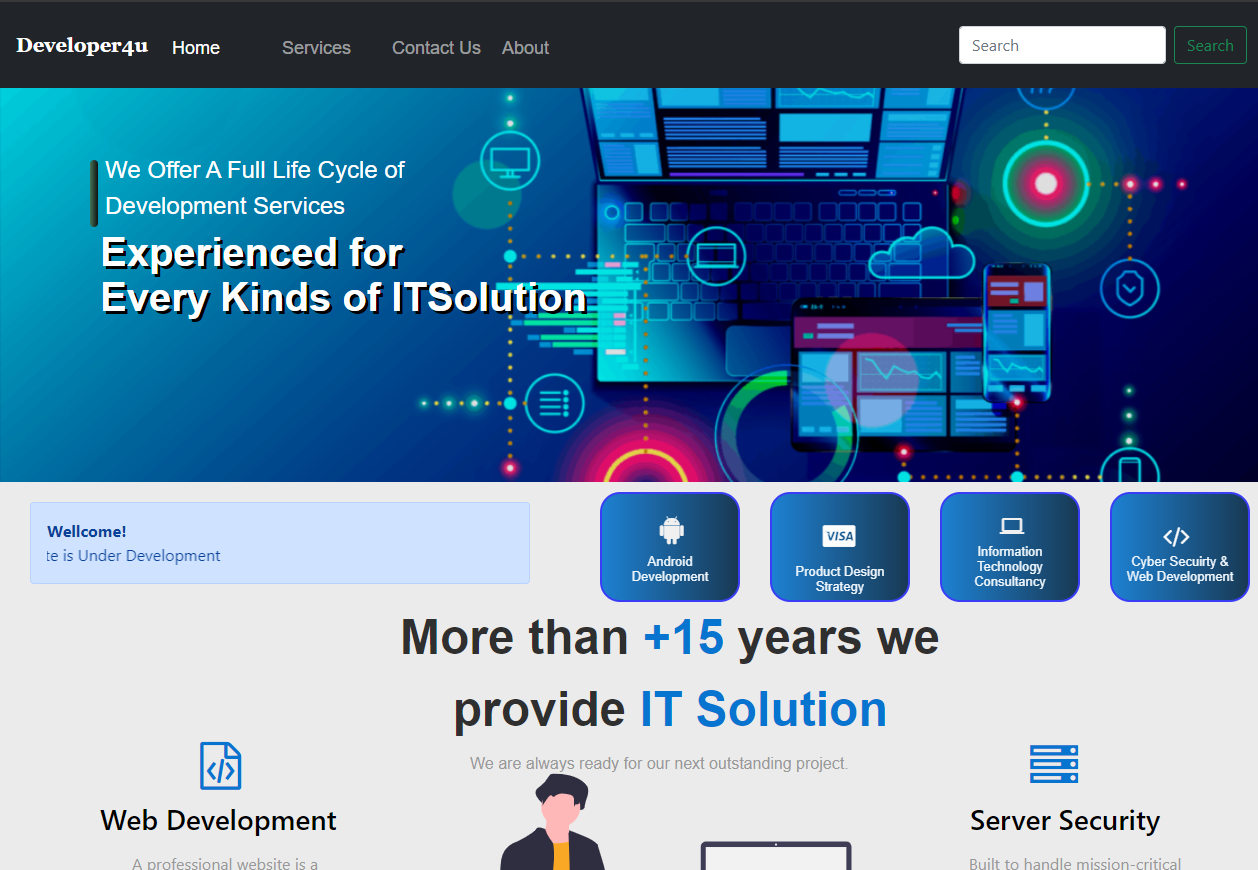 Developer4u Home Services Contact Us About Search Search
We Offer A Full Life Cycle of
Development Services
Experienced for
Every Kinds of ITSolution
Wellcome!
te is Under Development
Android
Development
VISA
Product Design
Strategy
Information
Technology
Consultancy
Cyber Secuirty &
Web Development
More than +15 years we
provide IT Solution
We are always ready for our next outstanding project.
Web Development
A professional website is a
Server Security
Built to handle mission-critical